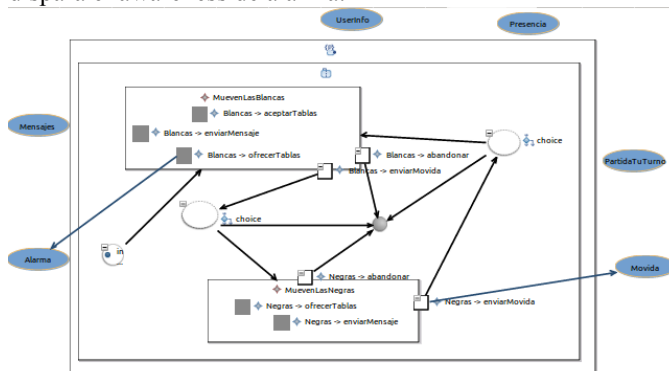 UserInfo
Presencia
MuevenLasBlancas
Blancas -> aceptarTablas
Mensajes
Blancas -> enviarMensaje
choice
Blancas -> ofrecerTablas
Blancas -> abandonar
PartidaTuTurno
Blancas -> enviarMovida
choice
in
Alarma
Movida
Negras -> abandonar
MuevenLasNegras
Negras -> ofrecerTablas
Negras -> enviarMovida
Negras -> enviarMensaje